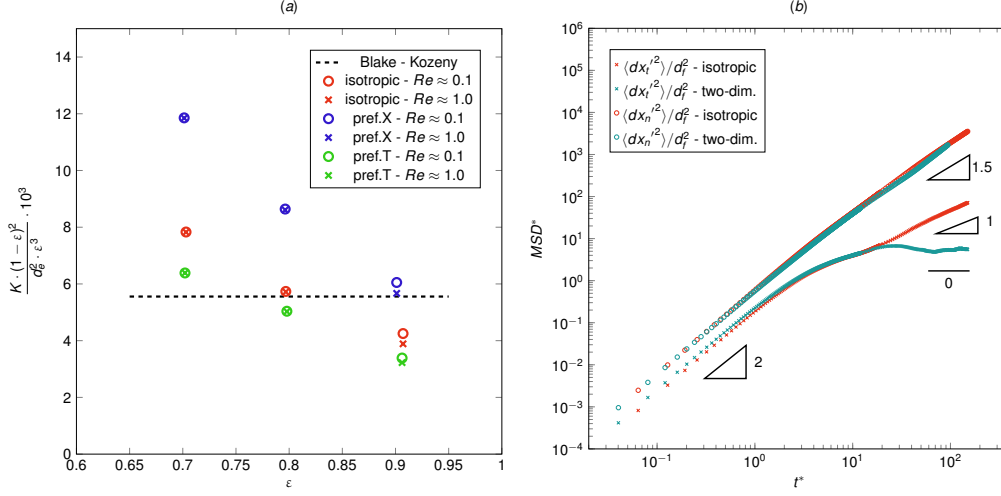 (a)
14
12
10
8
6
4
2
0
0.6
0.65
0.7
0.75
0.8
0.85
0.9
0.95
1
ε
K · (1 − ε)² / d_e² · ε³ · 10³
Blake - Kozeny
isotropic - Re ≈ 0.1
isotropic - Re ≈ 1.0
pref.X - Re ≈ 0.1
pref.X - Re ≈ 1.0
pref.T - Re ≈ 0.1
pref.T - Re ≈ 1.0
(b)
10⁶
10⁵
10⁴
10³
10²
10¹
10⁰
10⁻¹
10⁻²
10⁻³
10⁻⁴
MSD*
10⁻¹
10⁰
10¹
10²
t*
⟨dx_t′²⟩/d_f² - isotropic
⟨dx_t′²⟩/d_f² - two-dim.
⟨dx_n′²⟩/d_f² - isotropic
⟨dx_n′²⟩/d_f² - two-dim.
1.5
1
0
2